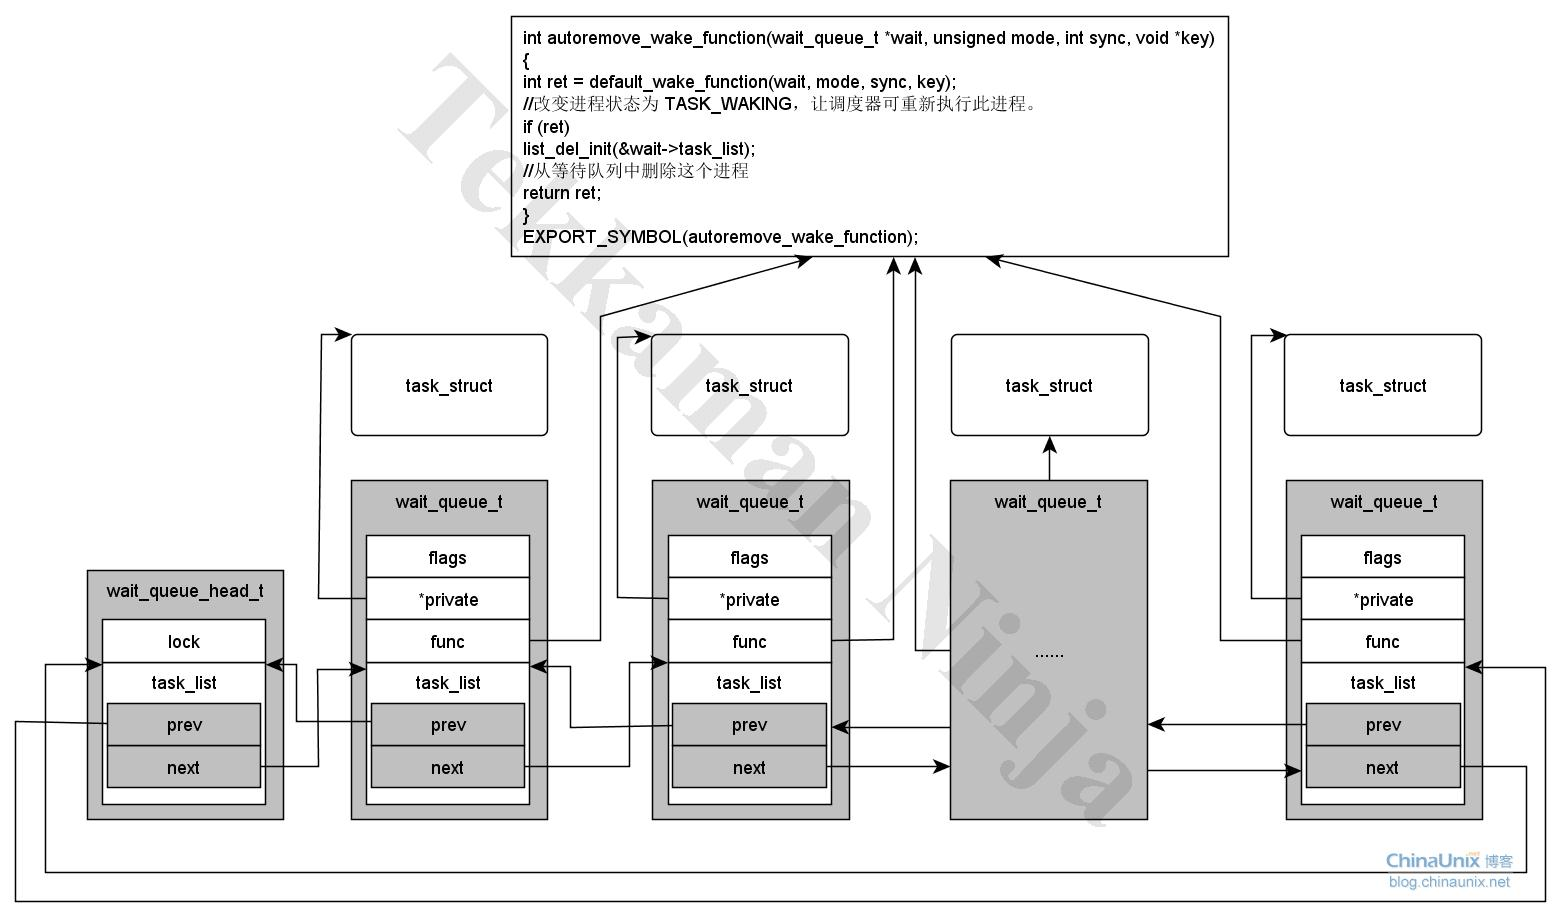 int autoremove_wake_function(wait_queue_t *wait, unsigned mode, int sync, void *key)
{
int ret = default_wake_function(wait, mode, sync, key);
//改变进程状态为 TASK_WAKING，让调度器可重新执行此进程。
if (ret)
list_del_init(&wait->task_list);
//从等待队列中删除这个进程
return ret;
}
EXPORT_SYMBOL(autoremove_wake_function);
task_struct
task_struct
task_struct
task_struct
wait_queue_head_t
lock
task_list
prev
next
wait_queue_t
flags
*private
func
task_list
prev
next
wait_queue_t
flags
*private
func
task_list
prev
next
wait_queue_t
......
wait_queue_t
flags
*private
func
task_list
prev
next
Tekkaman Ninja
ChinaUnix.net 博客
blog.chinaunix.net